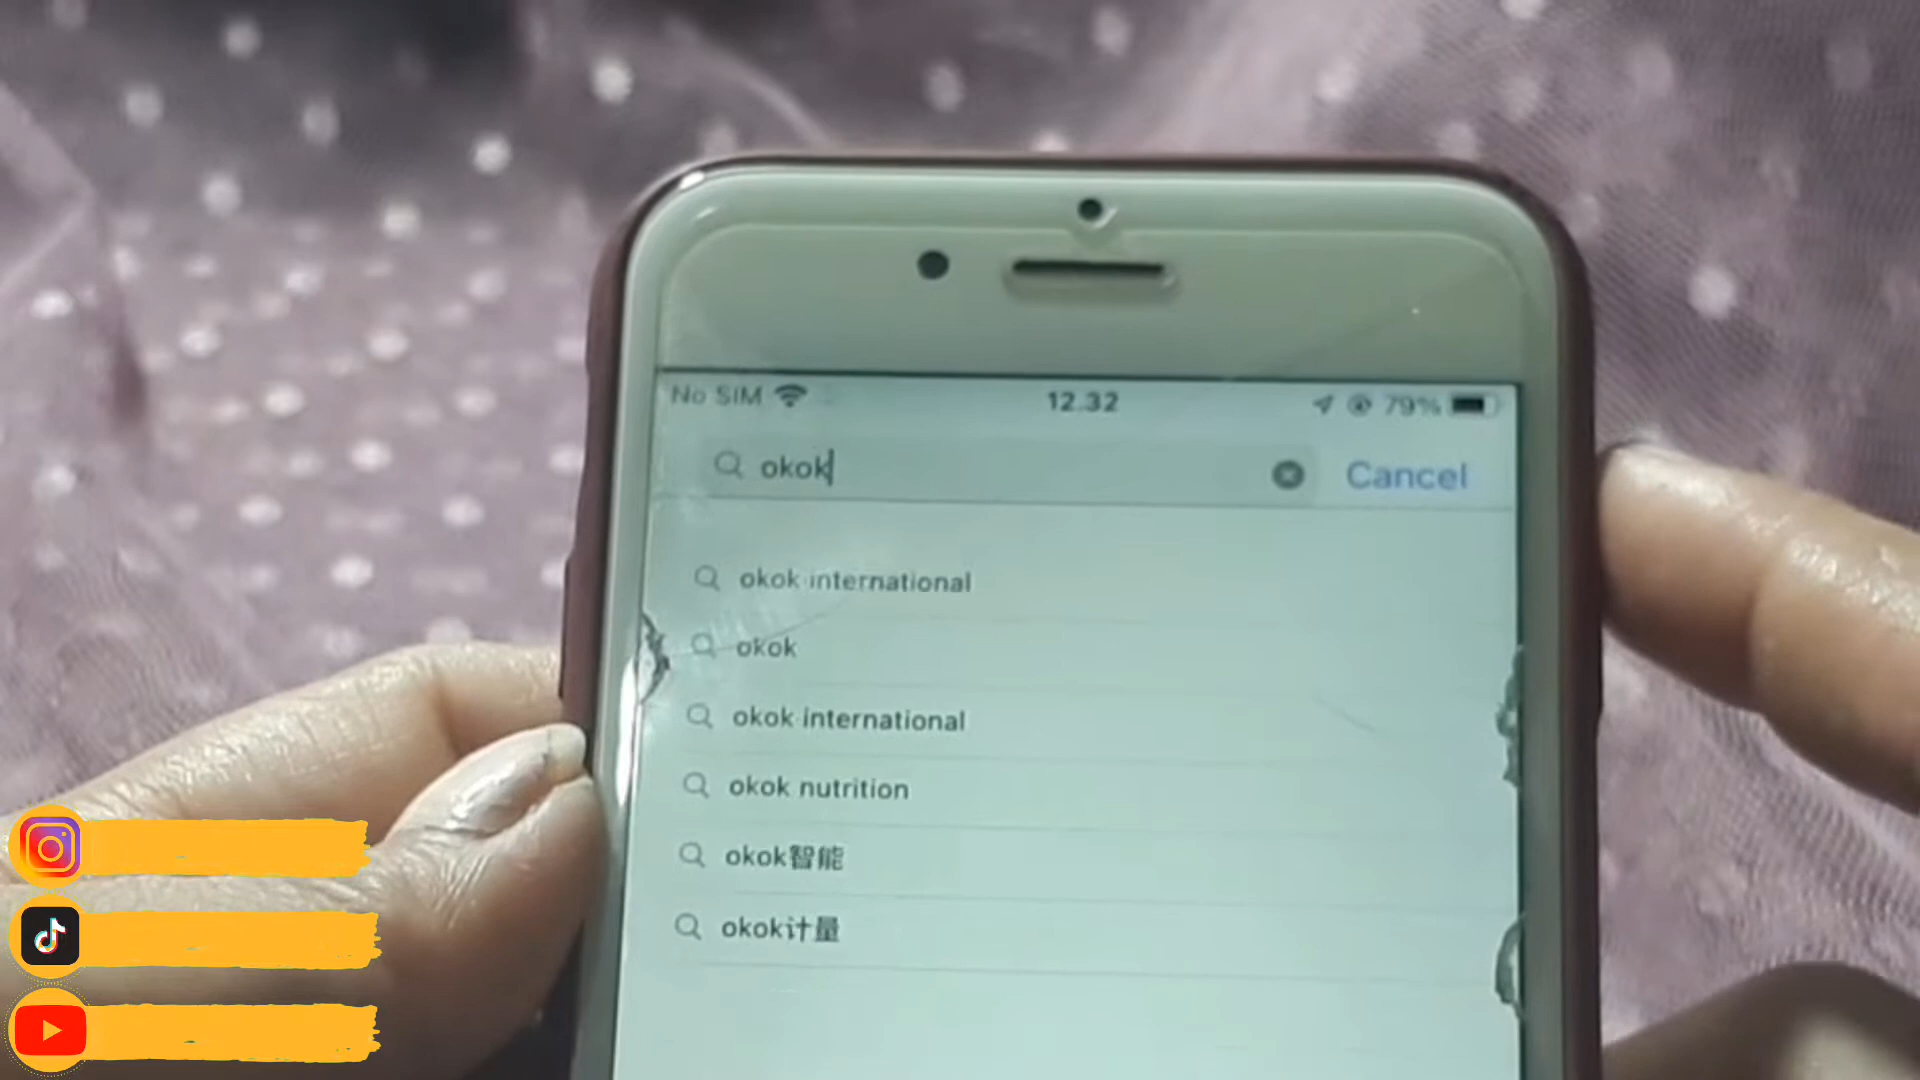 No SIM
12.32
79%
okok
Cancel
okok international
okok
okok international
okok nutrition
okok智能
okok计量